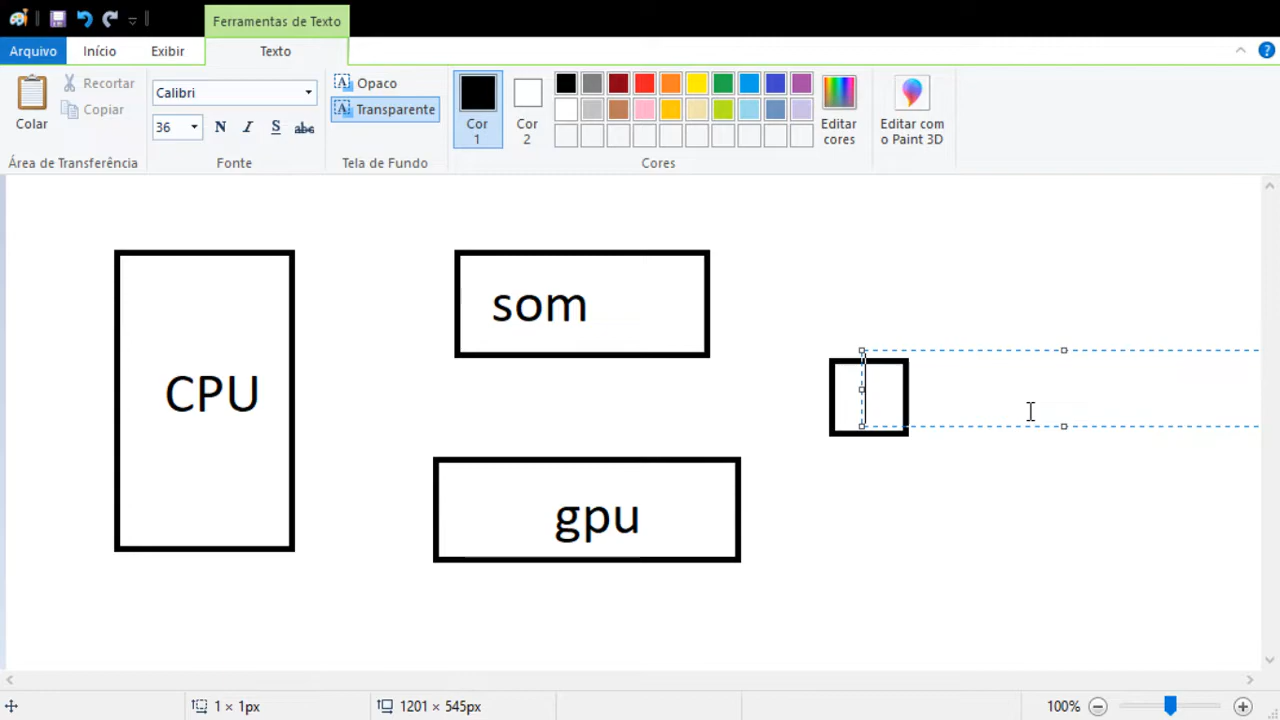 Ferramentas de Texto
Arquivo Início Exibir Texto
Colar
Recortar
Copiar
Área de Transferência
Calibri
36 N I S abc
Fonte
Opaco
Transparente
Tela de Fundo
Cor 1
Cor 2
Editar cores
Cores
Editar com o Paint 3D
som
CPU
gpu
1 × 1px
1201 × 545px
100%